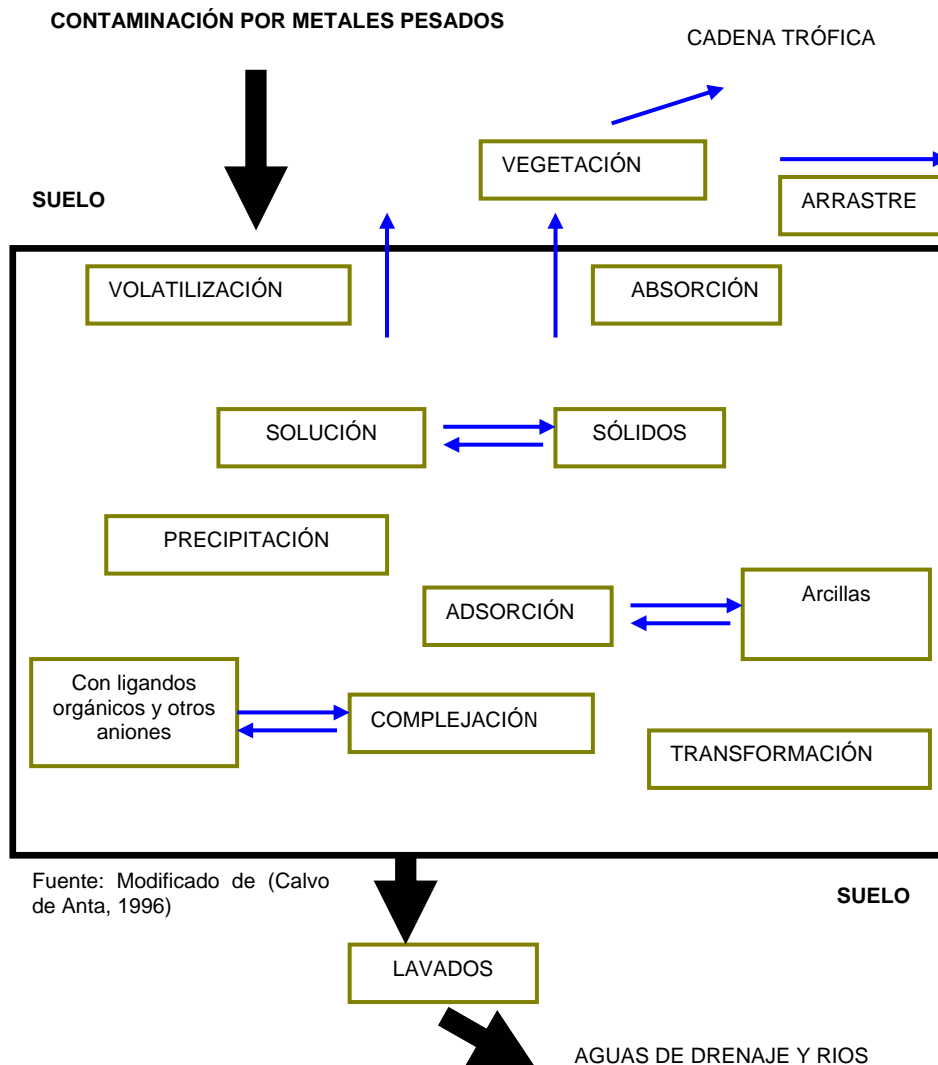 CONTAMINACIÓN POR METALES PESADOS
CADENA TRÓFICA
VEGETACIÓN
SUELO
ARRASTRE
VOLATILIZACIÓN
ABSORCIÓN
SOLUCIÓN
SÓLIDOS
PRECIPITACIÓN
ADSORCIÓN
Arcillas
Con ligandos
orgánicos y otros
aniones
COMPLEJACIÓN
TRANSFORMACIÓN
Fuente: Modificado de (Calvo
de Anta, 1996)
SUELO
LAVADOS
AGUAS DE DRENAJE Y RIOS